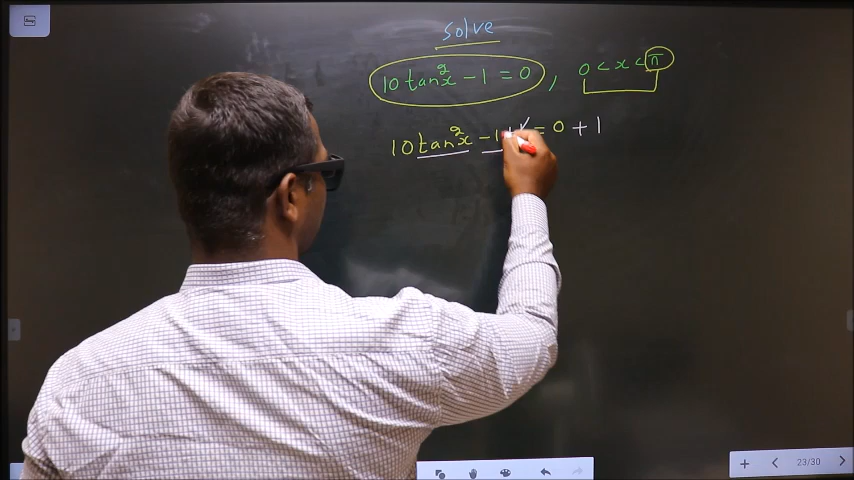 Solve
10 tan²x - 1 = 0 , 0 < x < π
10 tan²x - 1 + 1 = 0 + 1
23/30